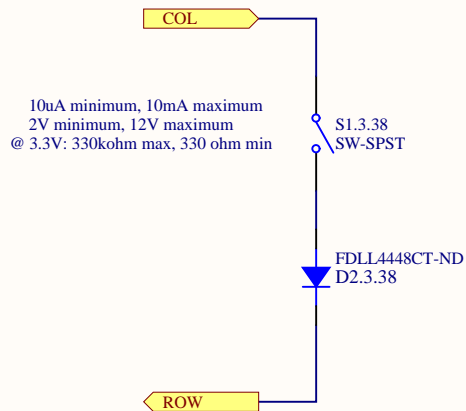 COL
10uA minimum, 10mA maximum
2V minimum, 12V maximum
@ 3.3V: 330kohm max, 330 ohm min
S1.3.38
SW-SPST
FDLL4448CT-ND
D2.3.38
ROW